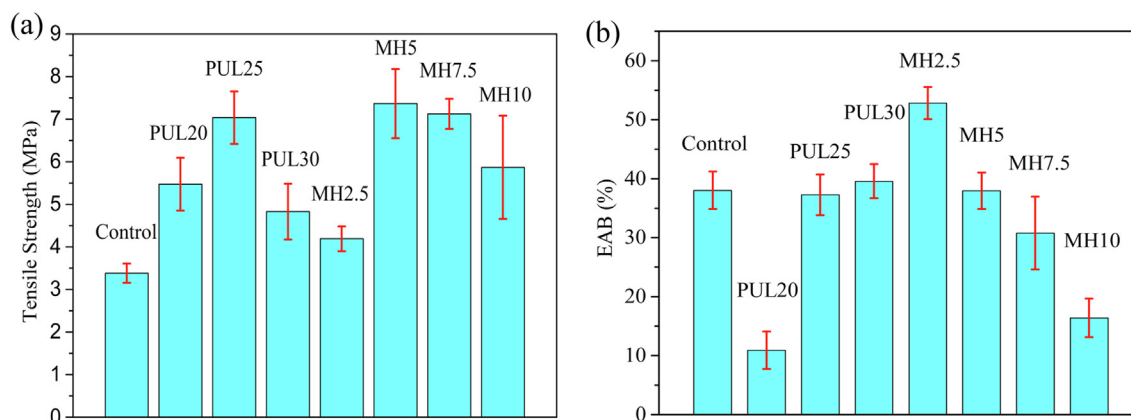 (a)
Tensile Strength (MPa)
9
8
7
6
5
4
3
2
1
0
Control
PUL20
PUL25
PUL30
MH2.5
MH5
MH7.5
MH10
(b)
EAB (%)
60
50
40
30
20
10
0
Control
PUL20
PUL25
PUL30
MH2.5
MH5
MH7.5
MH10